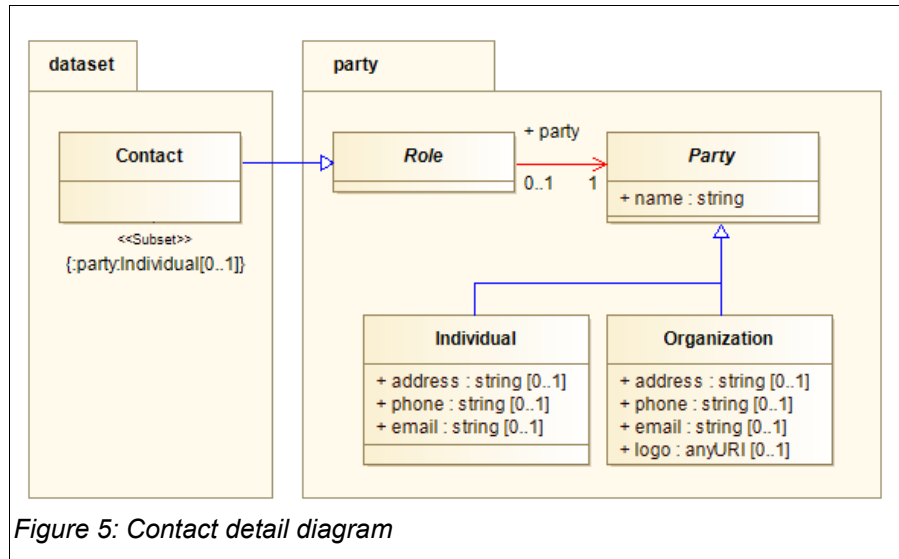 dataset
party
Contact
<<Subset>>
{:party:Individual[0..1]}
Role
+ party
0..1
1
Party
+ name : string
Individual
+ address : string [0..1]
+ phone : string [0..1]
+ email : string [0..1]
Organization
+ address : string [0..1]
+ phone : string [0..1]
+ email : string [0..1]
+ logo : anyURI [0..1]
Figure 5: Contact detail diagram